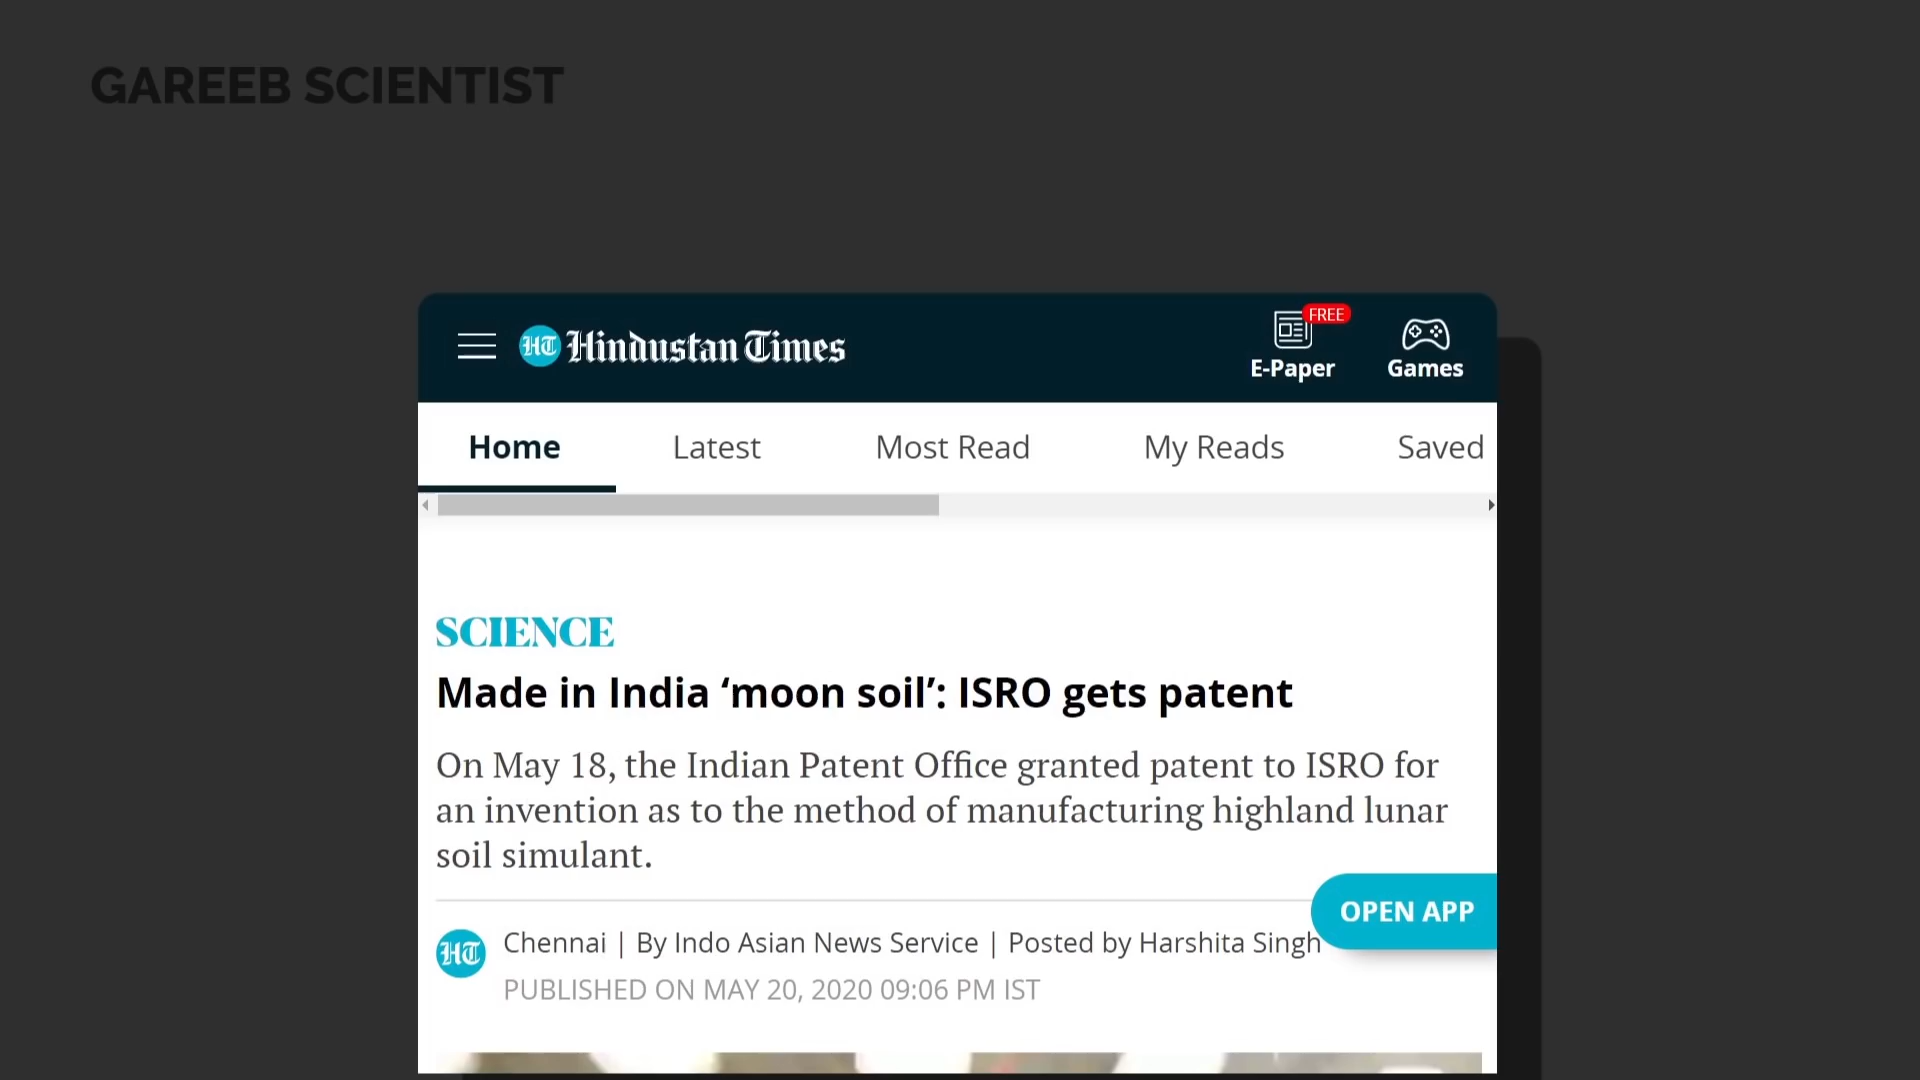 GAREEB SCIENTIST
HT Hindustan Times
FREE
E-Paper
Games
Home Latest Most Read My Reads Saved
SCIENCE
Made in India ‘moon soil’: ISRO gets patent
On May 18, the Indian Patent Office granted patent to ISRO for
an invention as to the method of manufacturing highland lunar
soil simulant.
OPEN APP
HT
Chennai | By Indo Asian News Service | Posted by Harshita Singh
PUBLISHED ON MAY 20, 2020 09:06 PM IST